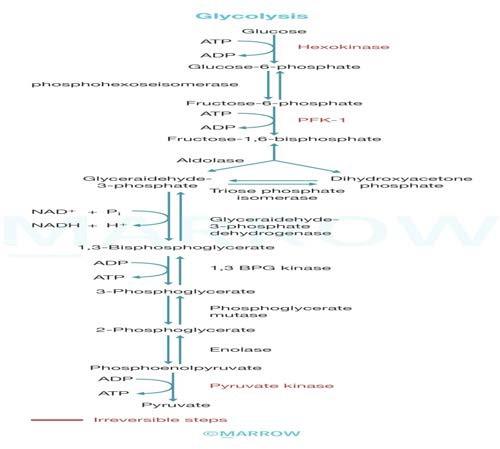 Glycolysis
Glucose
ATP
Hexokinase
ADP
Glucose-6-phosphate
phosphohexoseisomerase
Fructose-6-phosphate
ATP
PFK-1
ADP
Fructose-1,6-bisphosphate
Aldolase
Glyceraidehyde-
3-phosphate
Triose phosphate
isomerase
Dihydroxyacetone
phosphate
NAD⁺ + Pᵢ
NADH + H⁺
Glyceraidehyde-
3-phosphate
dehydrogenase
1,3-Bisphosphoglycerate
ADP
ATP
1,3 BPG kinase
3-Phosphoglycerate
Phosphoglycerate
mutase
2-Phosphoglycerate
Enolase
Phosphoenolpyruvate
ADP
Pyruvate kinase
ATP
Pyruvate
Irreversible steps
©MARROW
MARROW